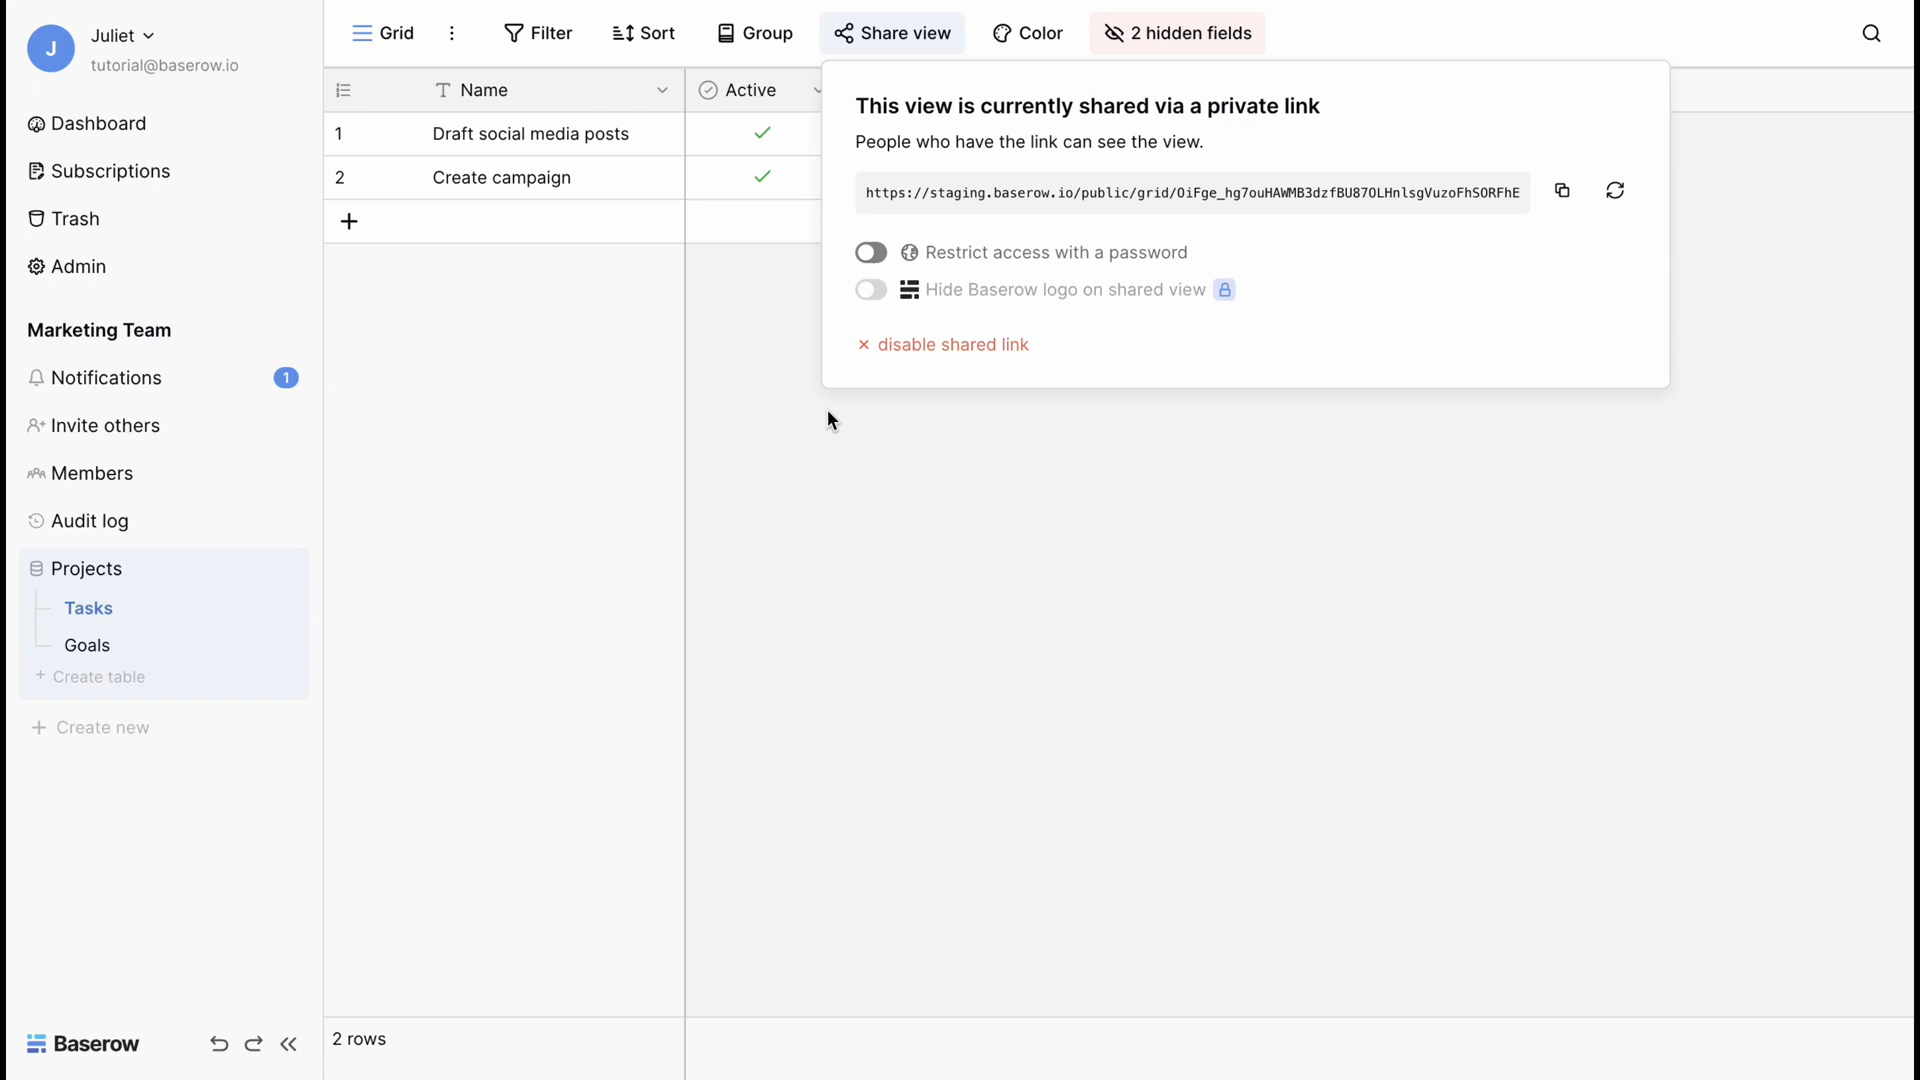 J
Juliet
tutorial@baserow.io
Dashboard
Subscriptions
Trash
Admin
Marketing Team
Notifications
1
Invite others
Members
Audit log
Projects
Tasks
Goals
+ Create table
+ Create new
Baserow
Grid
Filter
Sort
Group
Share view
Color
2 hidden fields
Name
Active
1 Draft social media posts
2 Create campaign
+
2 rows
This view is currently shared via a private link
People who have the link can see the view.
https://staging.baserow.io/public/grid/OiFge_hg7ouHAWMB3dzfBU87OLHnlsgVuzoFhSORFhE
Restrict access with a password
Hide Baserow logo on shared view
× disable shared link